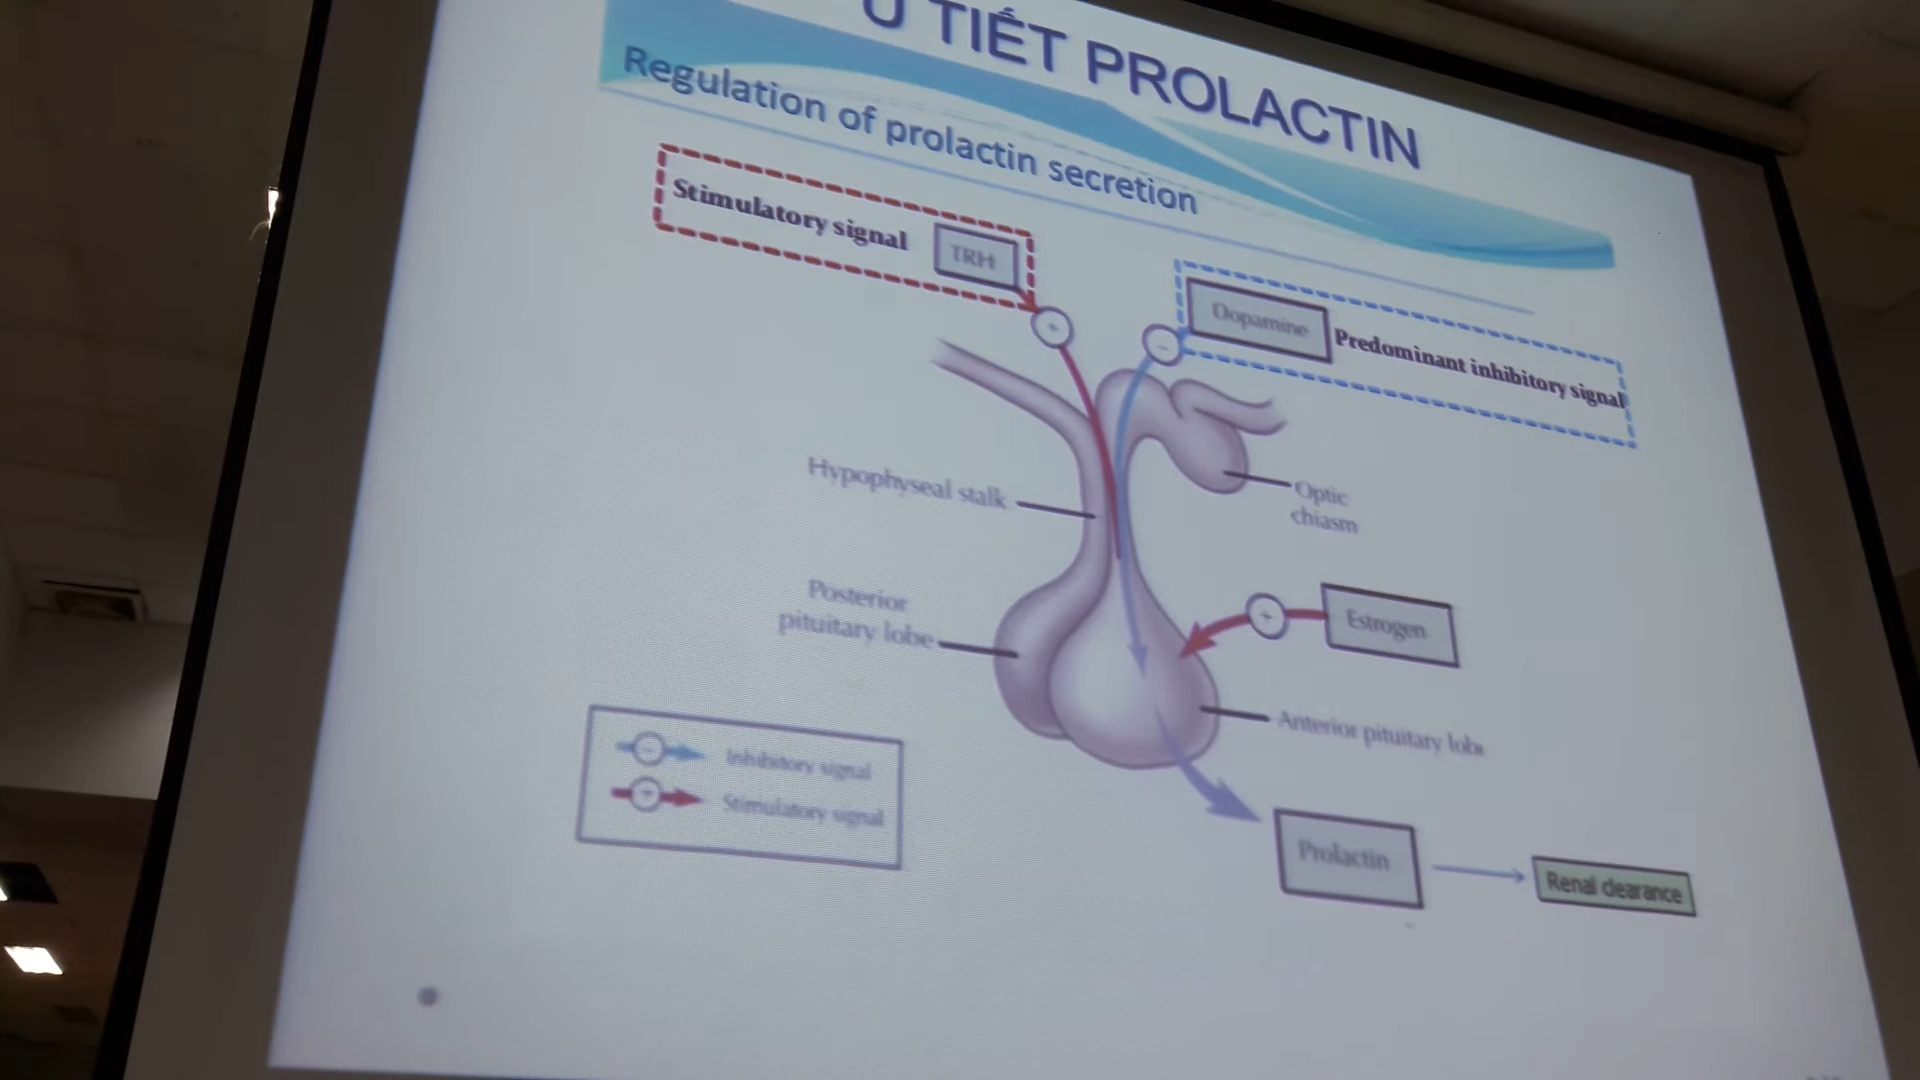 U TIẾT PROLACTIN
Regulation of prolactin secretion
Stimulatory signal
TRH
+
Dopamine
Predominant inhibitory signal
-
Hypophyseal stalk
Optic
chiasm
Posterior
pituitary lobe
+
Estrogen
Anterior pituitary lobe
- Inhibitory signal
+ Stimulatory signal
Prolactin
Renal clearance